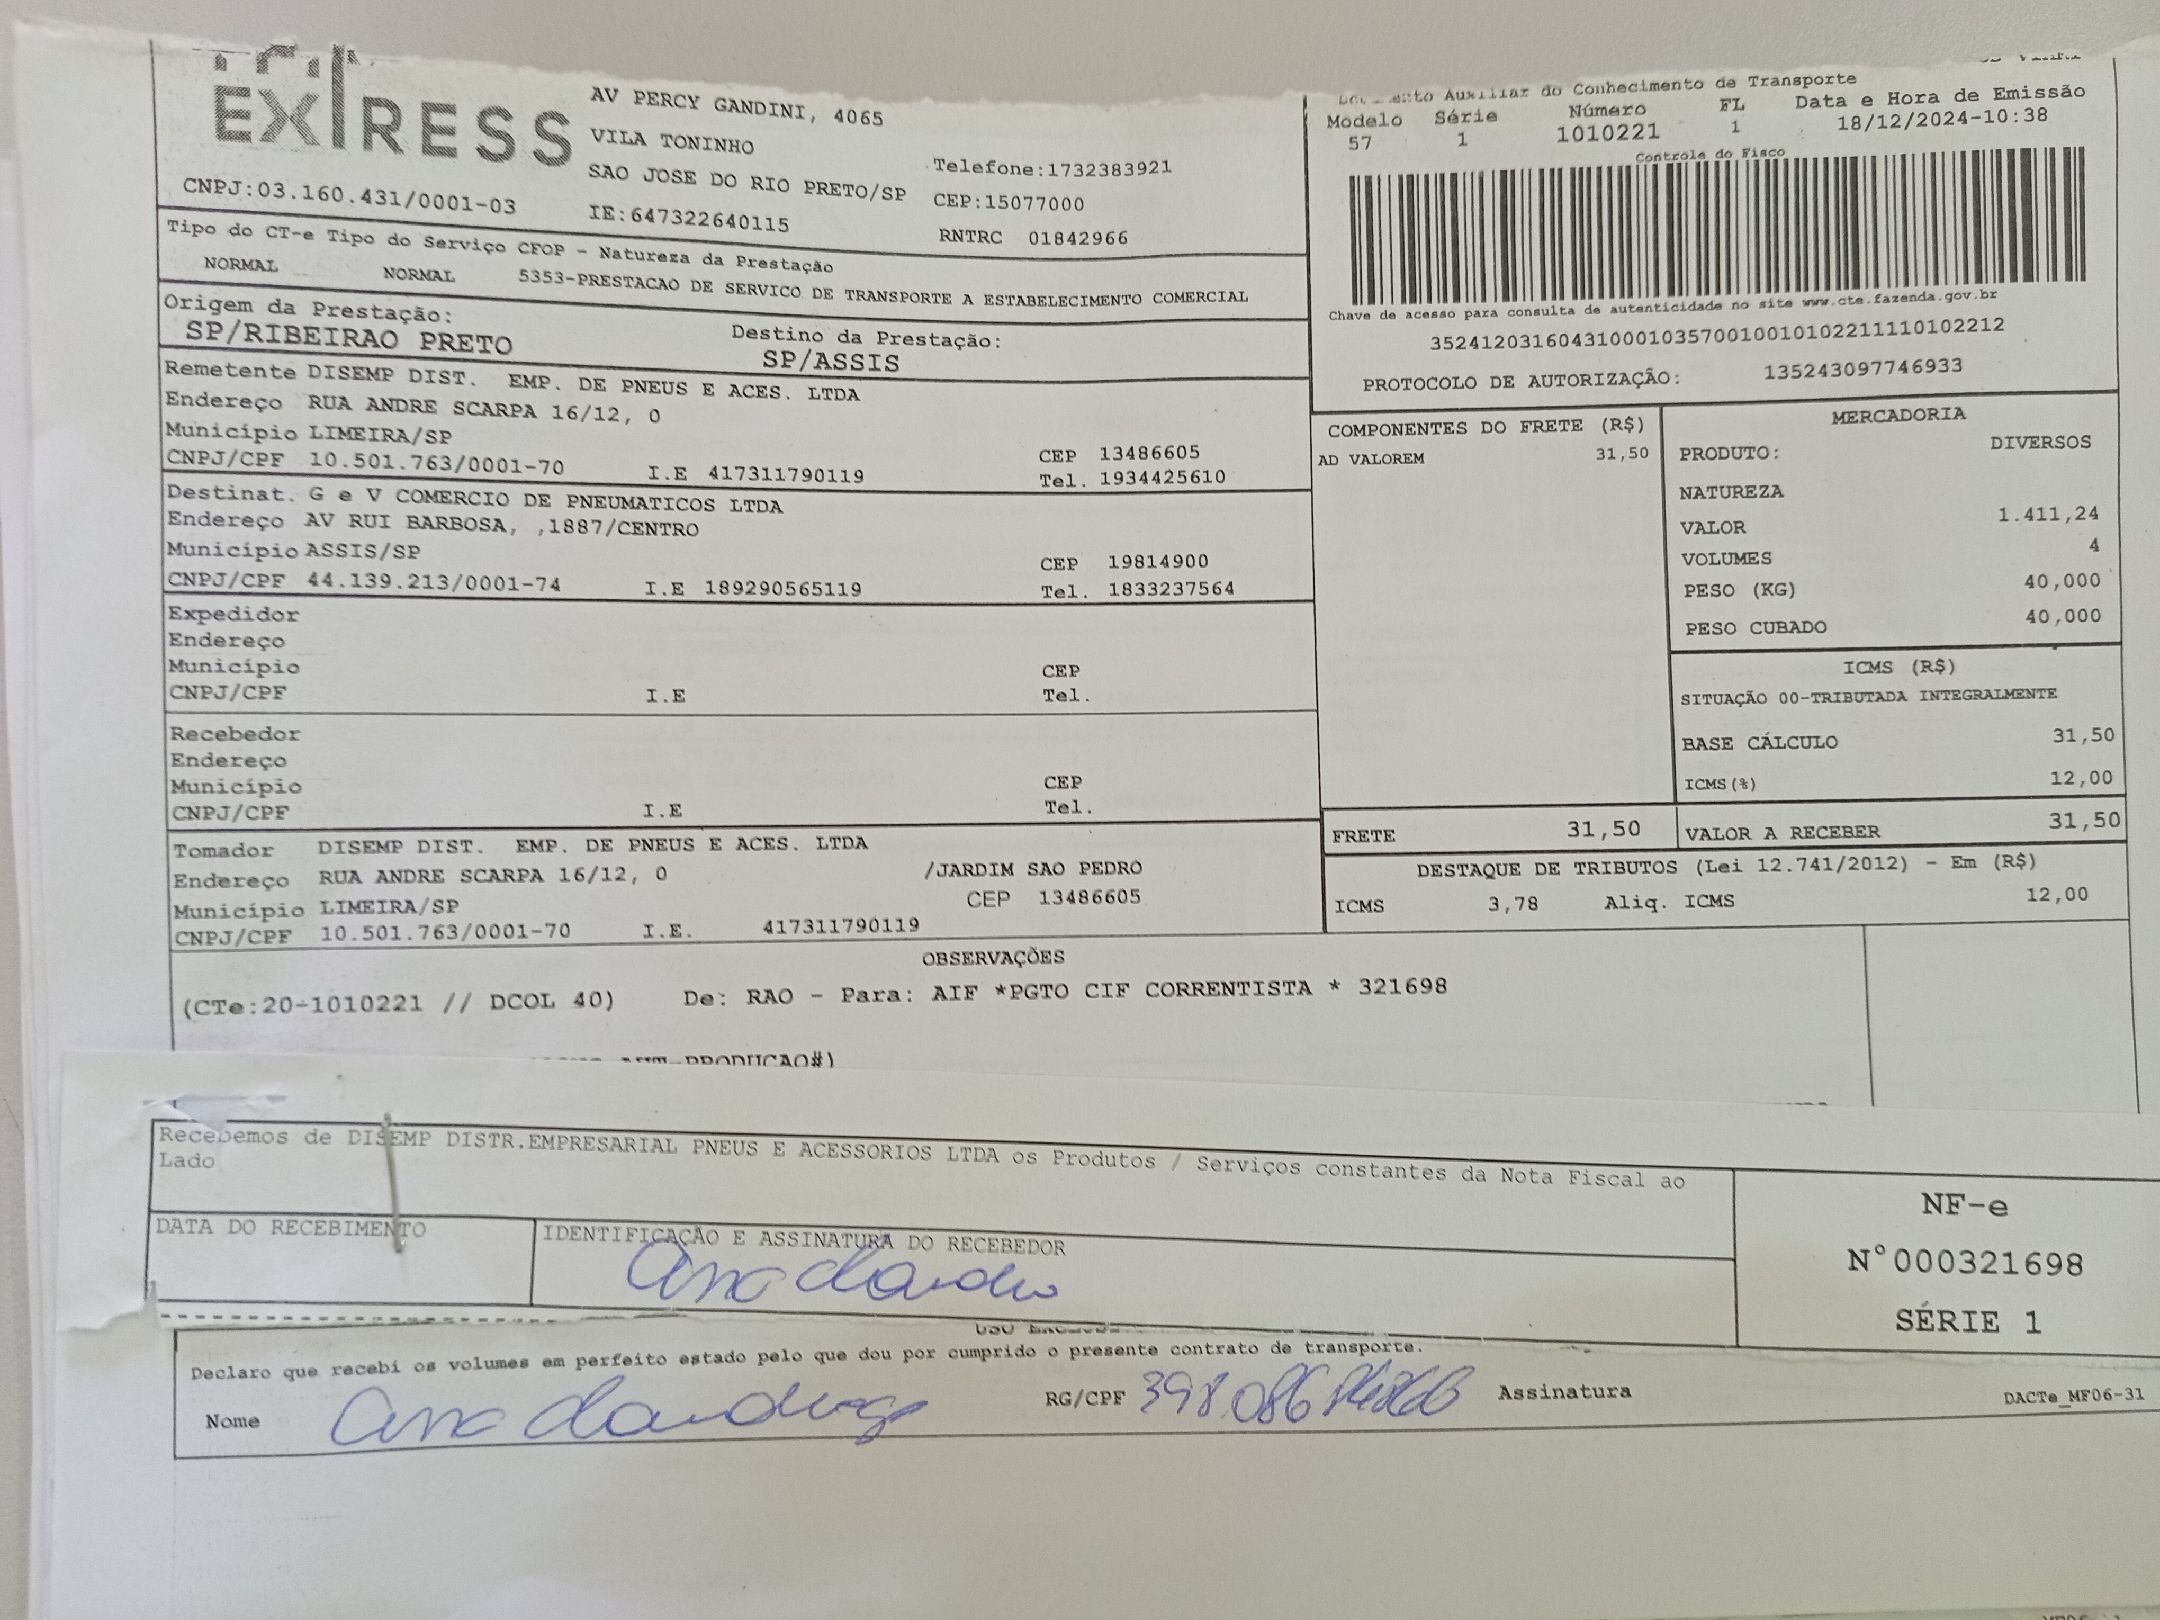 EXPRESS
AV PERCY GANDINI, 4065
VILA TONINHO
SAO JOSE DO RIO PRETO/SP
IE:647322640115
Telefone:1732383921
CEP:15077000
RNTRC 01842966
CNPJ:03.160.431/0001-03
Documento Auxiliar do Conhecimento de Transporte
Modelo Série Número FL Data e Hora de Emissão
57 1 1010221 1 18/12/2024-10:38
Controle do Fisco
Chave de acesso para consulta de autenticidade no site www.cte.fazenda.gov.br
35241203160431000103570010010102211110102212
PROTOCOLO DE AUTORIZAÇÃO: 135243097746933
Tipo do CT-e Tipo do Serviço CFOP - Natureza da Prestação
NORMAL NORMAL 5353-PRESTACAO DE SERVICO DE TRANSPORTE A ESTABELECIMENTO COMERCIAL
Origem da Prestação: Destino da Prestação:
SP/RIBEIRAO PRETO SP/ASSIS
Remetente DISEMP DIST. EMP. DE PNEUS E ACES. LTDA
Endereço RUA ANDRE SCARPA 16/12, 0
Município LIMEIRA/SP CEP 13486605
CNPJ/CPF 10.501.763/0001-70 I.E 417311790119 Tel. 1934425610
Destinat. G e V COMERCIO DE PNEUMATICOS LTDA
Endereço AV RUI BARBOSA, ,1887/CENTRO
Município ASSIS/SP CEP 19814900
CNPJ/CPF 44.139.213/0001-74 I.E 189290565119 Tel. 1833237564
Expedidor
Endereço
Município CEP
CNPJ/CPF I.E Tel.
Recebedor
Endereço
Município CEP
CNPJ/CPF I.E Tel.
Tomador DISEMP DIST. EMP. DE PNEUS E ACES. LTDA
Endereço RUA ANDRE SCARPA 16/12, 0 /JARDIM SAO PEDRO
Município LIMEIRA/SP CEP 13486605
CNPJ/CPF 10.501.763/0001-70 I.E. 417311790119
COMPONENTES DO FRETE (R$)
AD VALOREM 31,50
MERCADORIA
PRODUTO: DIVERSOS
NATUREZA
VALOR 1.411,24
VOLUMES 4
PESO (KG) 40,000
PESO CUBADO 40,000
ICMS (R$)
SITUAÇÃO 00-TRIBUTADA INTEGRALMENTE
BASE CÁLCULO 31,50
ICMS(%) 12,00
FRETE 31,50 VALOR A RECEBER 31,50
DESTAQUE DE TRIBUTOS (Lei 12.741/2012) - Em (R$)
ICMS 3,78 Aliq. ICMS 12,00
OBSERVAÇÕES
(CTe:20-1010221 // DCOL 40) De: RAO - Para: AIF *PGTO CIF CORRENTISTA * 321698
PRODUCAO#)
Recebemos de DISEMP DISTR.EMPRESARIAL PNEUS E ACESSORIOS LTDA os Produtos / Serviços constantes da Nota Fiscal ao
Lado
DATA DO RECEBIMENTO IDENTIFICAÇÃO E ASSINATURA DO RECEBEDOR
Ana
NF-e
N°000321698
SÉRIE 1
Declaro que recebi os volumes em perfeito estado pelo que dou por cumprido o presente contrato de transporte.
Nome Ana RG/CPF Assinatura
DACTe_MF06-31